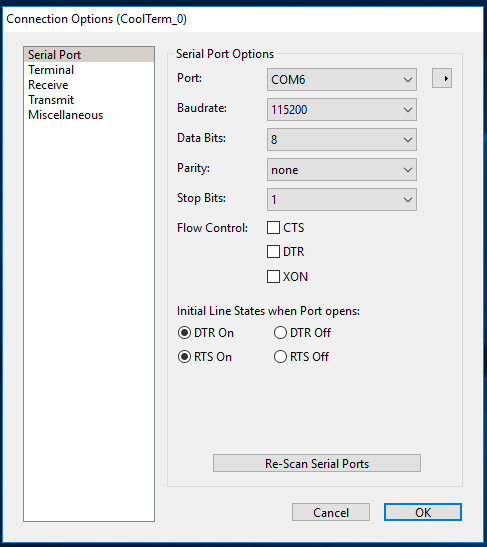 Connection Options (CoolTerm_0)
Serial Port
Terminal
Receive
Transmit
Miscellaneous
Serial Port Options
Port: COM6
Baudrate: 115200
Data Bits: 8
Parity: none
Stop Bits: 1
Flow Control: CTS
DTR
XON
Initial Line States when Port opens:
DTR On DTR Off
RTS On RTS Off
Re-Scan Serial Ports
Cancel OK